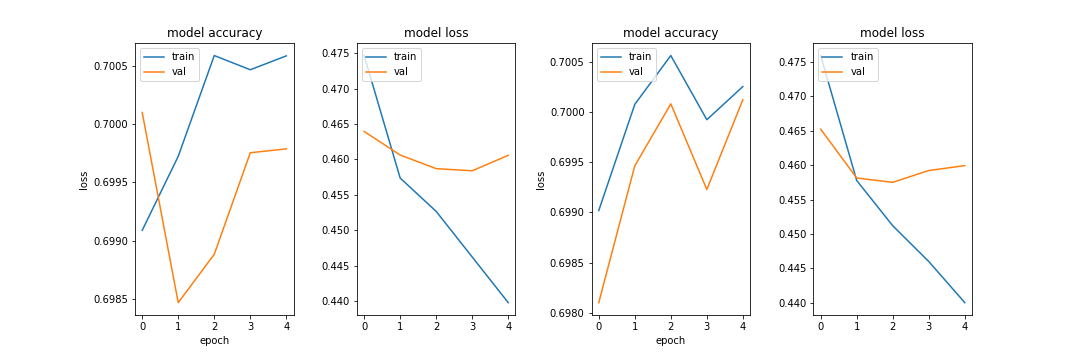 model accuracy
train
val
0.7005
0.7000
0.6995
0.6990
0.6985
loss
0 1 2 3 4
epoch
model loss
train
val
0.475
0.470
0.465
0.460
0.455
0.450
0.445
0.440
0 1 2 3 4
model accuracy
train
val
0.7005
0.7000
0.6995
0.6990
0.6985
0.6980
loss
0 1 2 3 4
epoch
model loss
train
val
0.475
0.470
0.465
0.460
0.455
0.450
0.445
0.440
0 1 2 3 4